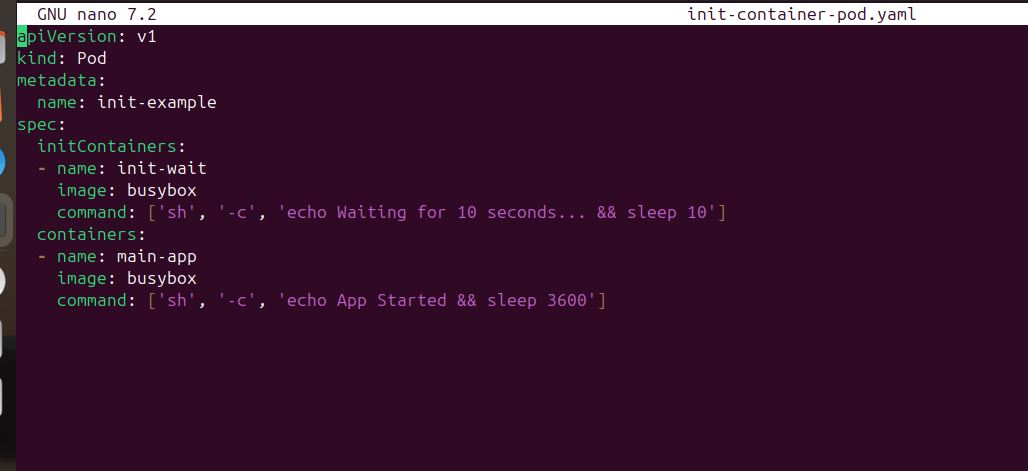 GNU nano 7.2 init-container-pod.yaml
apiVersion: v1
kind: Pod
metadata:
  name: init-example
spec:
  initContainers:
  - name: init-wait
    image: busybox
    command: ['sh', '-c', 'echo Waiting for 10 seconds... && sleep 10']
  containers:
  - name: main-app
    image: busybox
    command: ['sh', '-c', 'echo App Started && sleep 3600']